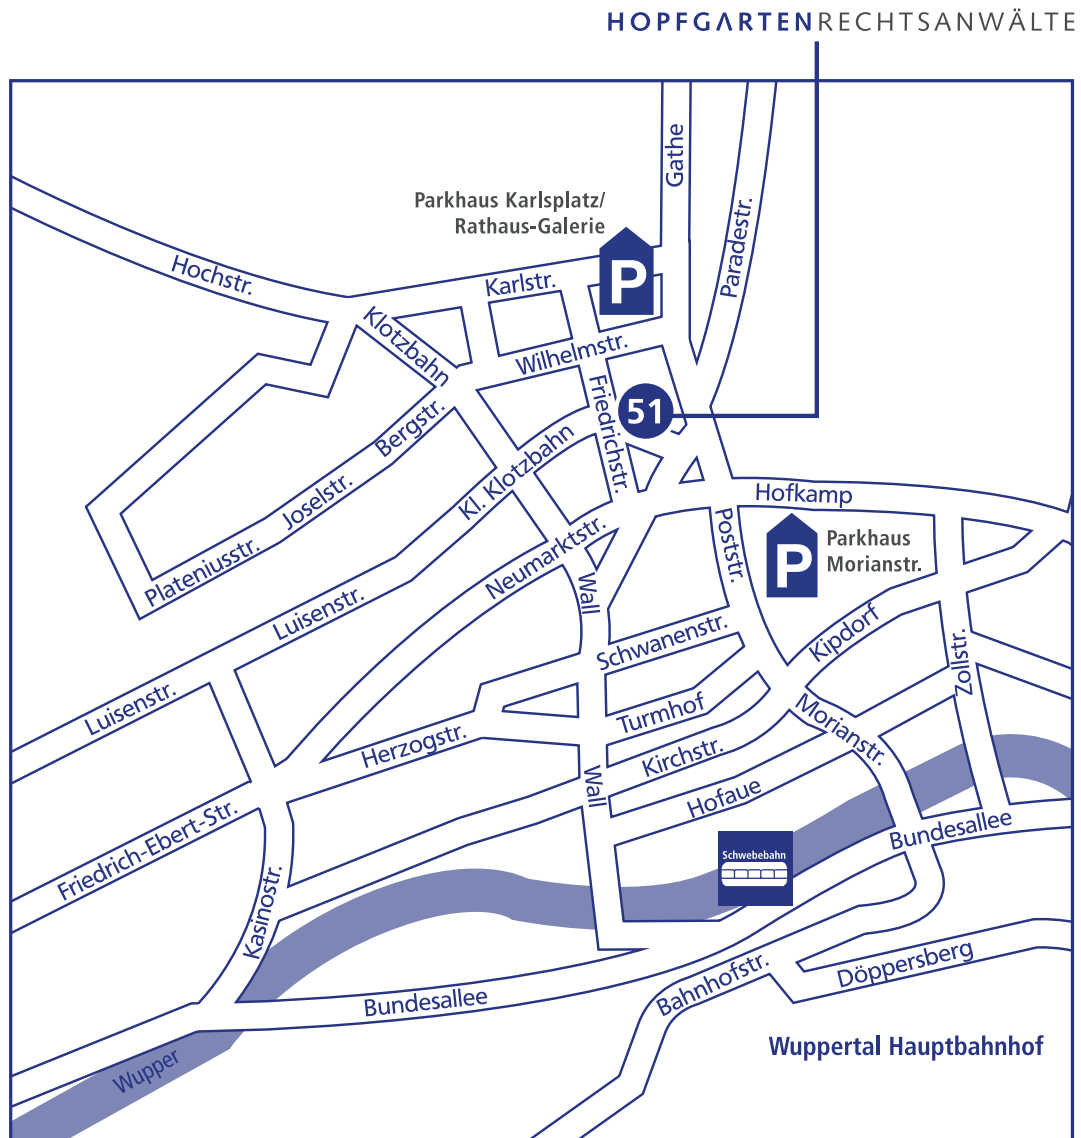 HOPFGARTENRECHTSANWÄLTE
Gathe
Parkhaus Karlsplatz/
Rathaus-Galerie
Paradestr.
Hochstr.
P
Karlstr.
Klotzbahn
Wilhelmstr.
51
Friedrichstr.
Bergstr.
Kl. Klotzbahn
Joselstr.
Hofkamp
Plateniusstr.
Neumarktstr.
Poststr.
P
Parkhaus
Morianstr.
Luisenstr.
Wall
Schwanenstr.
Kipdorf
Zollstr.
Luisenstr.
Turmhof
Morianstr.
Herzogstr.
Kirchstr.
Wall
Hofaue
Friedrich-Ebert-Str.
Bundesallee
Schwebebahn
Kasinostr.
Bundesallee
Bahnhofstr.
Döppersberg
Wuppertal Hauptbahnhof
Wupper